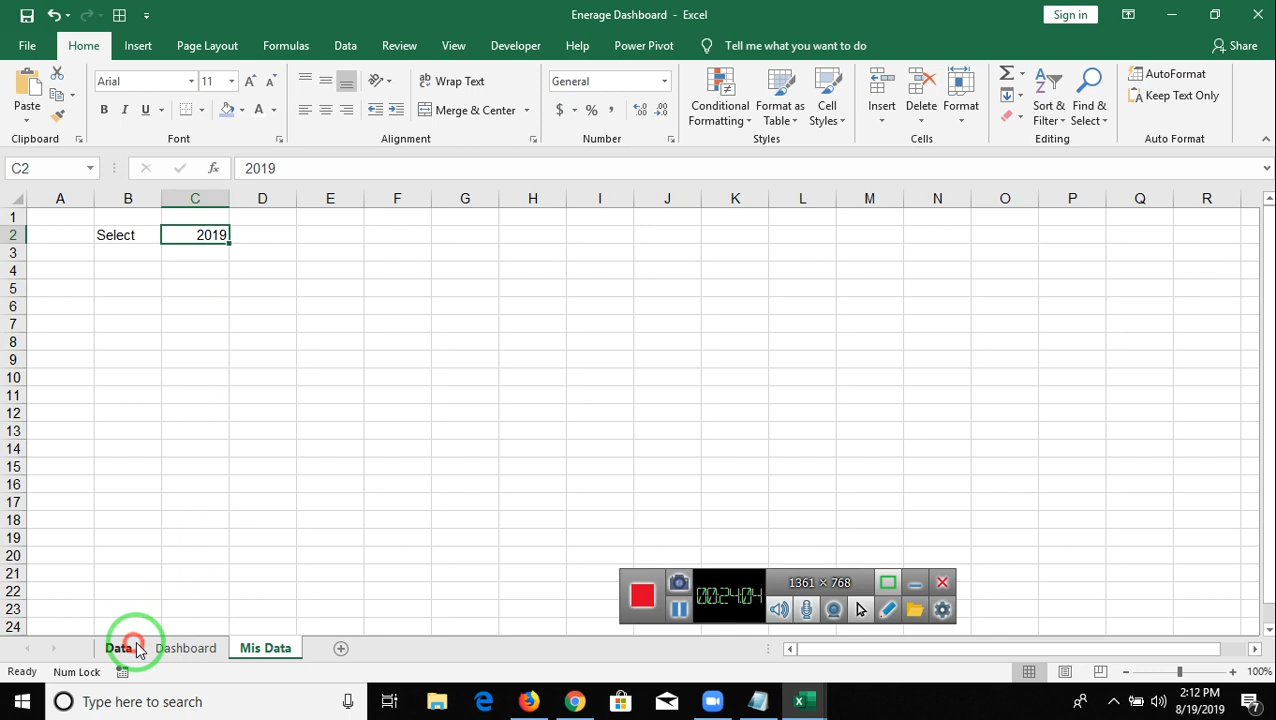 Enerage Dashboard - Excel
Sign in
File Home Insert Page Layout Formulas Data Review View Developer Help Power Pivot Tell me what you want to do Share
Paste
Clipboard
Arial 11
B I U
Font
Wrap Text
Merge & Center
Alignment
General
$ % ,
Number
Conditional Formatting
Format as Table
Cell Styles
Styles
Insert Delete Format
Cells
Sort & Filter
Find & Select
Editing
AutoFormat
Keep Text Only
Auto Format
C2 fx 2019
A B C D E F G H I J K L M N O P Q R
1
2 Select 2019
3
4
5
6
7
8
9
10
11
12
13
14
15
16
17
18
19
20
21
22
23
24
00:24:04 1361 × 768
Data Dashboard Mis Data
Ready Num Lock 100%
Type here to search
2:12 PM
8/19/2019
7